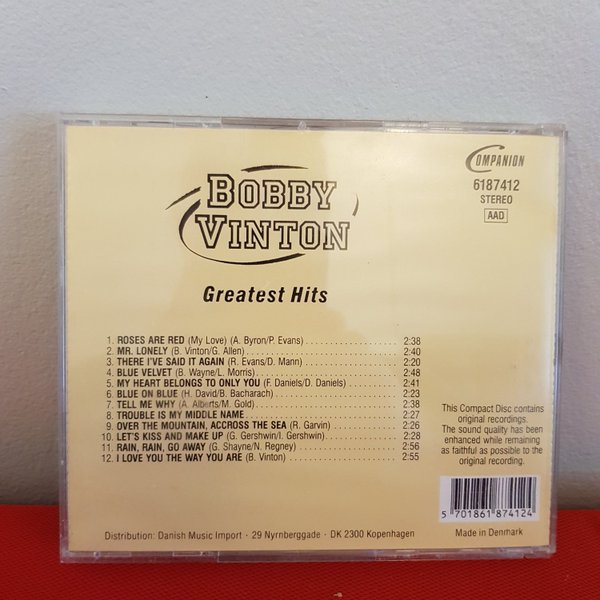 COMPANION
6187412
STEREO
AAD
BOBBY
VINTON
Greatest Hits
1. ROSES ARE RED (My Love) (A. Byron/P. Evans) 2:38
2. MR. LONELY (B. Vinton/G. Allen) 2:40
3. THERE I'VE SAID IT AGAIN (R. Evans/D. Mann) 2:20
4. BLUE VELVET (B. Wayne/L. Morris) 2:48
5. MY HEART BELONGS TO ONLY YOU (F. Daniels/D. Daniels) 2:41
6. BLUE ON BLUE (H. David/B. Bacharach) 2:23
7. TELL ME WHY (A. Alberts/M. Gold) 2:38
8. TROUBLE IS MY MIDDLE NAME 2:27
9. OVER THE MOUNTAIN, ACCROSS THE SEA (R. Garvin) 2:26
10. LET'S KISS AND MAKE UP (G. Gershwin/I. Gershwin) 2:28
11. RAIN, RAIN, GO AWAY (G. Shayne/N. Regney) 2:56
12. I LOVE YOU THE WAY YOU ARE (B. Vinton) 2:55
This Compact Disc contains
original recordings.
The sound quality has been
enhanced while remaining
as faithful as possible to the
original recording.
5 701861 874124
Distribution: Danish Music Import · 29 Nyrnberggade · DK 2300 Kopenhagen
Made in Denmark